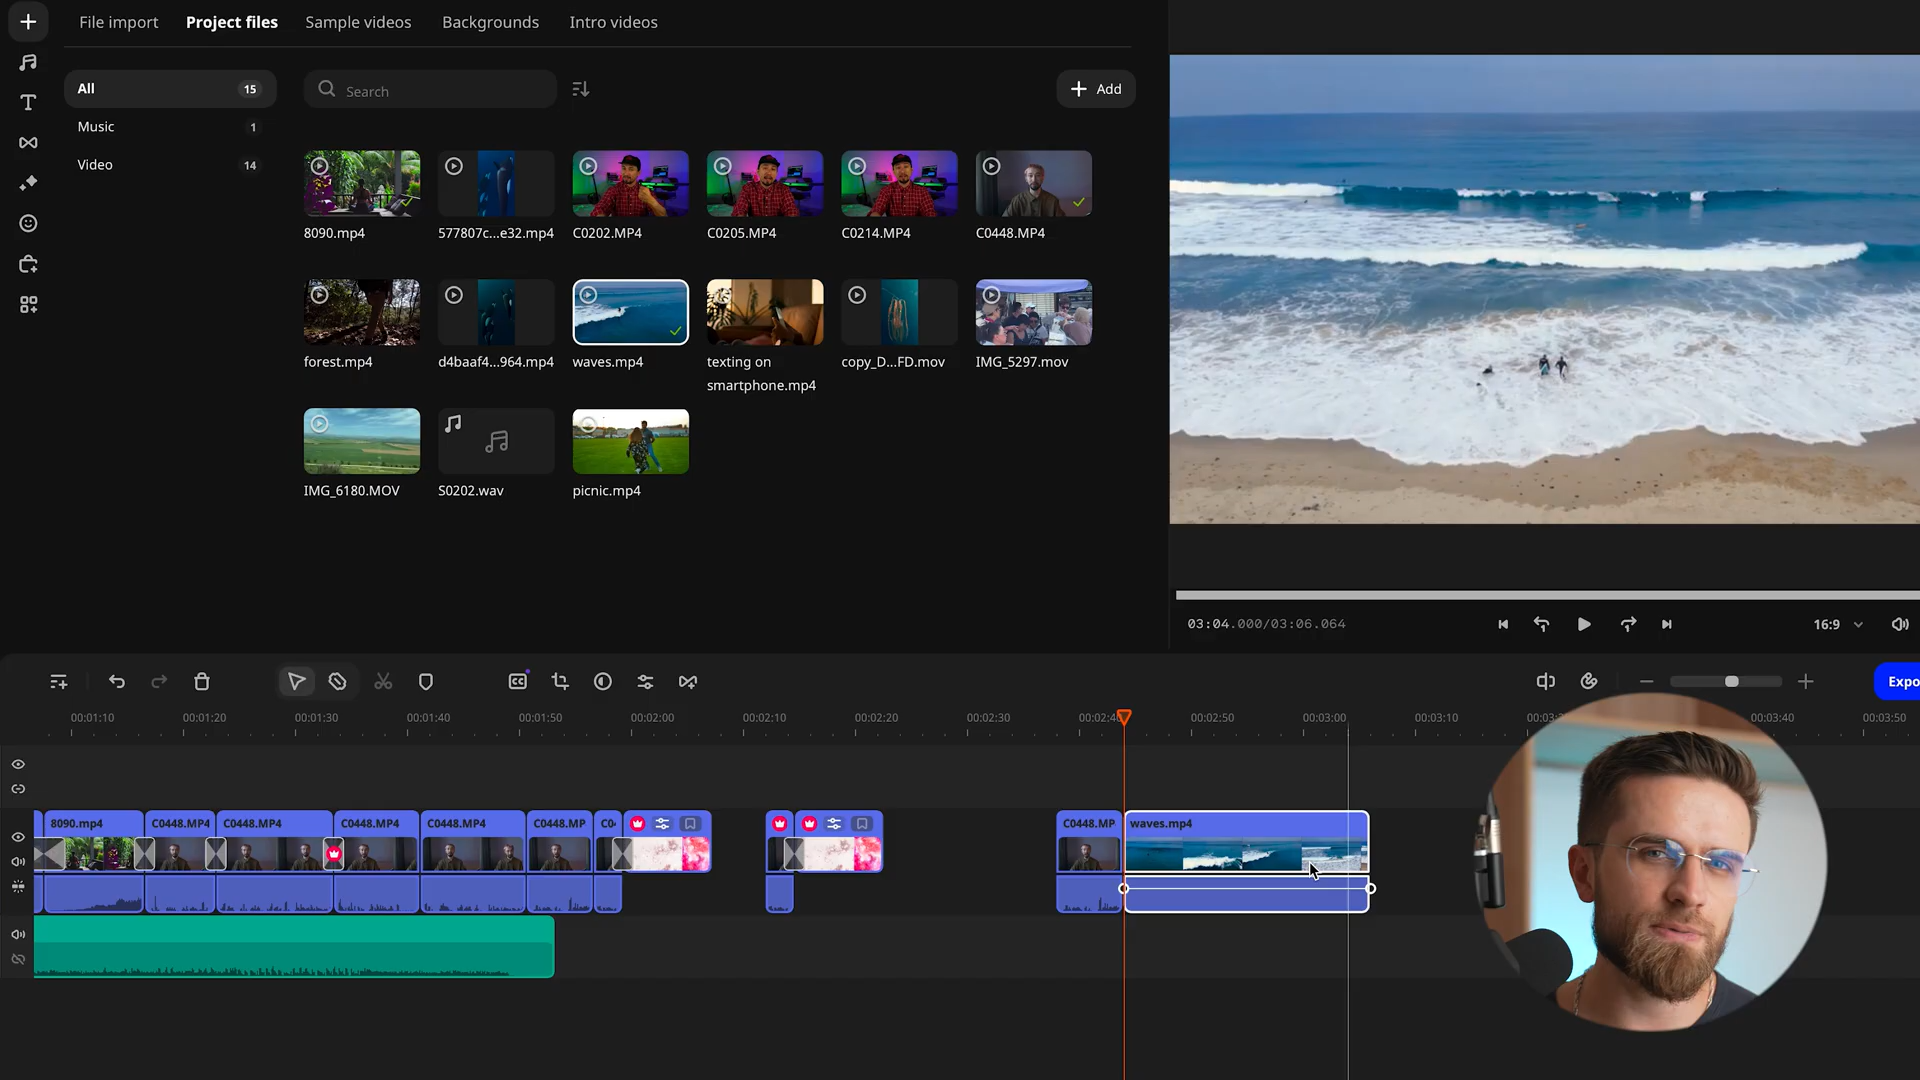 File import Project files Sample videos Backgrounds Intro videos
All 15
Search
Add
Music 1
Video 14
8090.mp4 577807c...e32.mp4 C0202.MP4 C0205.MP4 C0214.MP4 C0448.MP4
forest.mp4 d4baaf4...964.mp4 waves.mp4 texting on copy_D...FD.mov IMG_5297.mov
smartphone.mp4
IMG_6180.MOV S0202.wav picnic.mp4
03:04.000/03:06.064
16:9
CC
Expo
00:01:10 00:01:20 00:01:30 00:01:40 00:01:50 00:02:00 00:02:10 00:02:20 00:02:30 00:02:40 00:02:50 00:03:00 00:03:10 00:03:40 00:03:50
8090.mp4 C0448.MP4 C0448.MP4 C0448.MP4 C0448.MP4 C0448.MP C04 C0448.MP waves.mp4